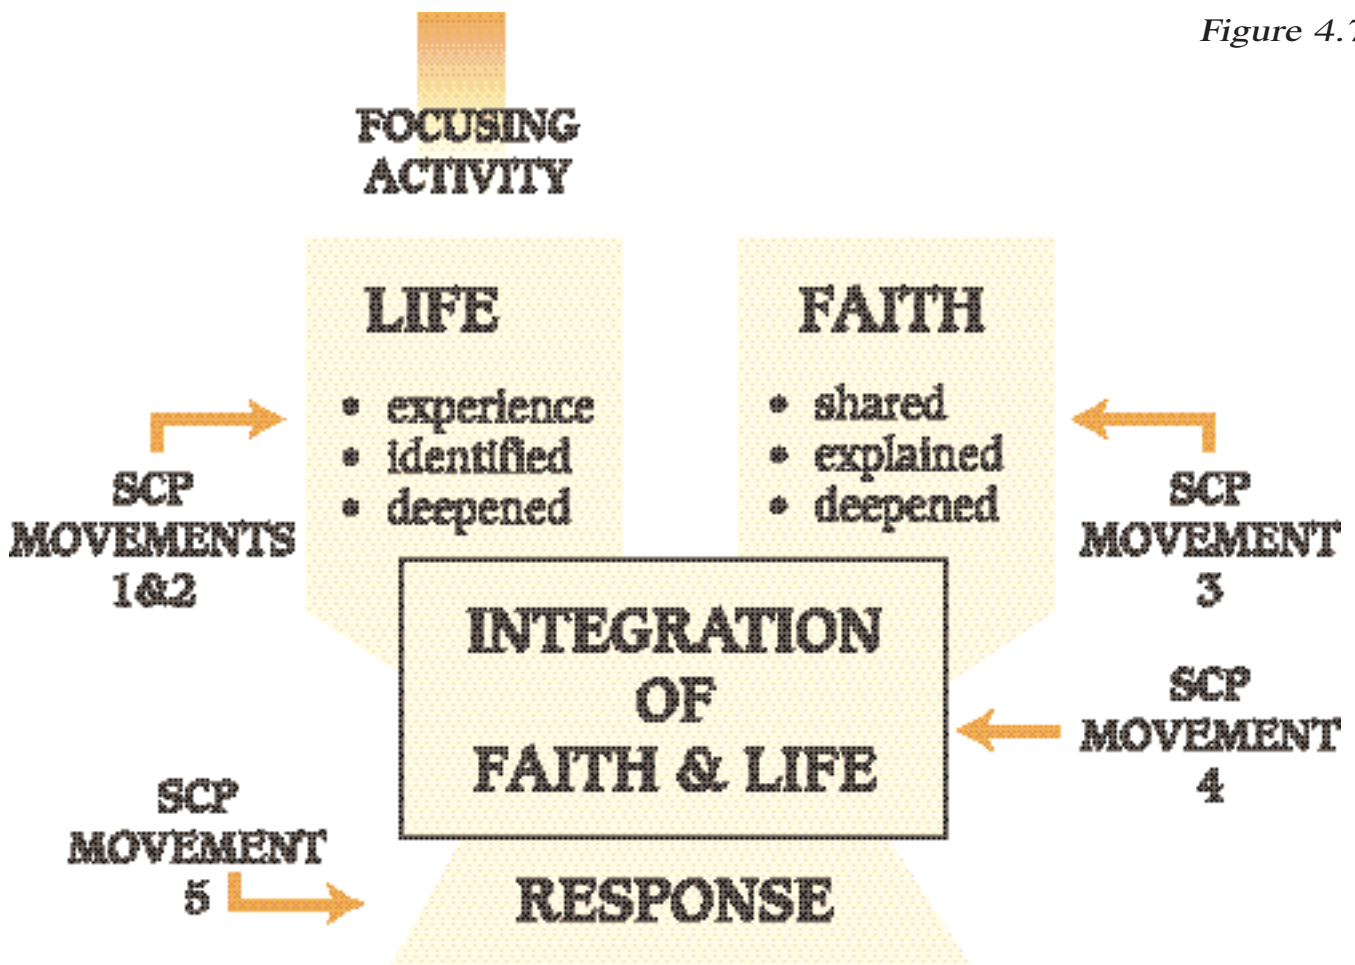 Figure 4.7
FOCUSING
ACTIVITY
LIFE
• experience
• identified
• deepened
FAITH
• shared
• explained
• deepened
SCP
MOVEMENTS
1&2
SCP
MOVEMENT
3
INTEGRATION
OF
FAITH & LIFE
SCP
MOVEMENT
4
SCP
MOVEMENT
5
RESPONSE